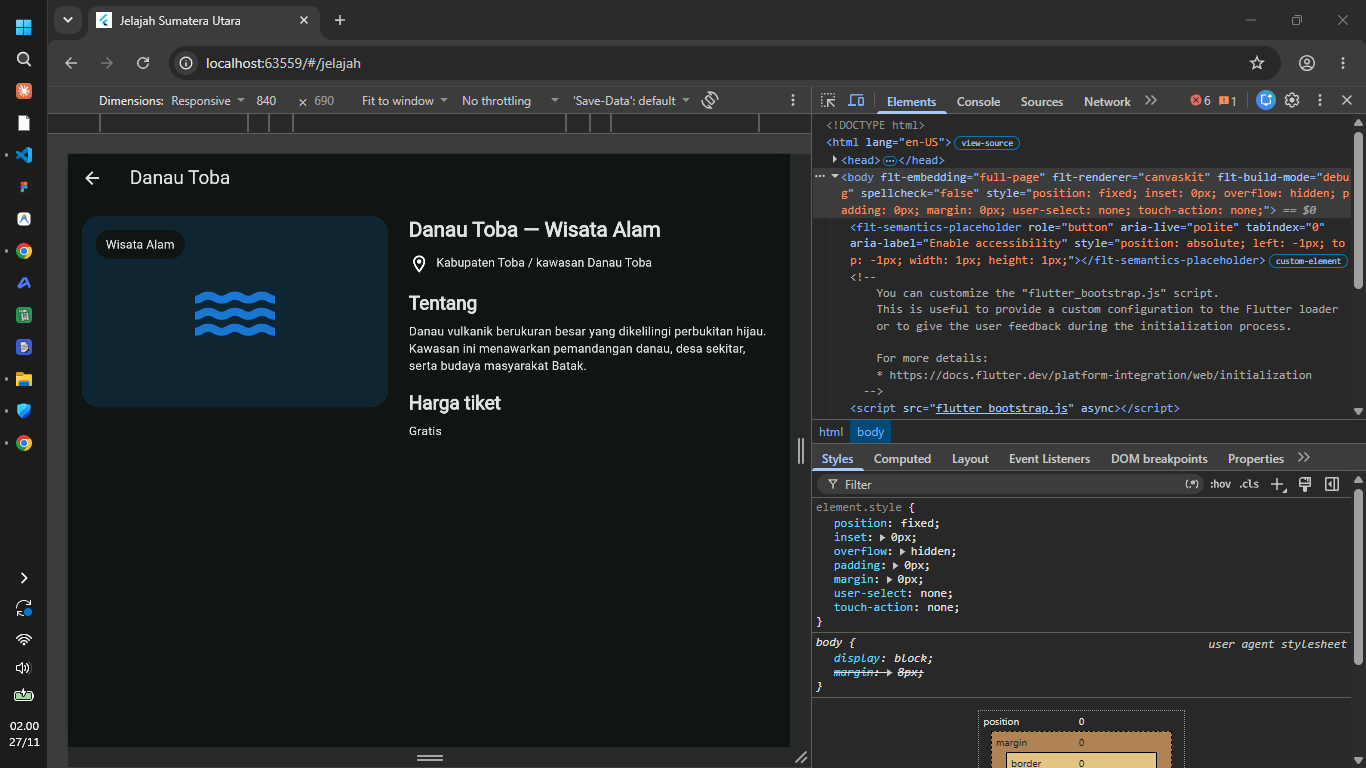 Jelajah Sumatera Utara
localhost:63559/#/jelajah
Dimensions: Responsive 840 × 690 Fit to window No throttling 'Save-Data': default
Danau Toba
Wisata Alam
Danau Toba — Wisata Alam
Kabupaten Toba / kawasan Danau Toba
Tentang
Danau vulkanik berukuran besar yang dikelilingi perbukitan hijau.
Kawasan ini menawarkan pemandangan danau, desa sekitar,
serta budaya masyarakat Batak.
Harga tiket
Gratis
Elements Console Sources Network 6 1
<!DOCTYPE html>
<html lang="en-US"> view-source
<head> … </head>
<body flt-embedding="full-page" flt-renderer="canvaskit" flt-build-mode="debu
g" spellcheck="false" style="position: fixed; inset: 0px; overflow: hidden; p
adding: 0px; margin: 0px; user-select: none; touch-action: none;"> == $0
<flt-semantics-placeholder role="button" aria-live="polite" tabindex="0"
aria-label="Enable accessibility" style="position: absolute; left: -1px; to
p: -1px; width: 1px; height: 1px;"></flt-semantics-placeholder> custom-element
<!--
You can customize the "flutter_bootstrap.js" script.
This is useful to provide a custom configuration to the Flutter loader
or to give the user feedback during the initialization process.
For more details:
* https://docs.flutter.dev/platform-integration/web/initialization
-->
<script src="flutter_bootstrap.js" async></script>
html body
Styles Computed Layout Event Listeners DOM breakpoints Properties
Filter (.*) :hov .cls
element.style {
position: fixed;
inset: 0px;
overflow: hidden;
padding: 0px;
margin: 0px;
user-select: none;
touch-action: none;
}
body { user agent stylesheet
display: block;
margin: 8px;
}
position 0
margin 0
border 0
02.00
27/11